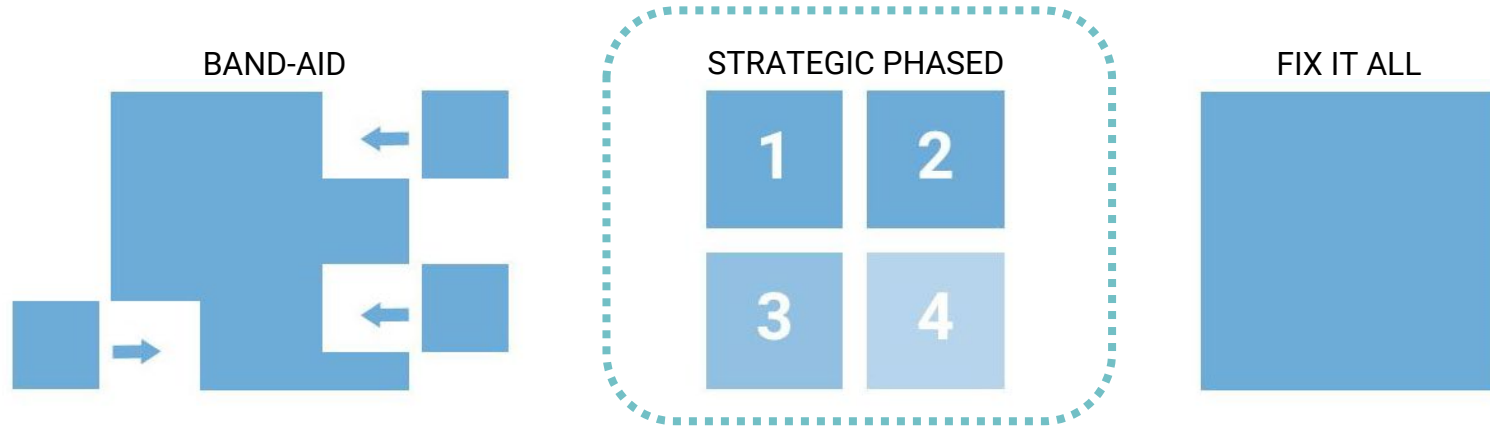 BAND-AID
STRATEGIC PHASED
FIX IT ALL
1 2
3 4